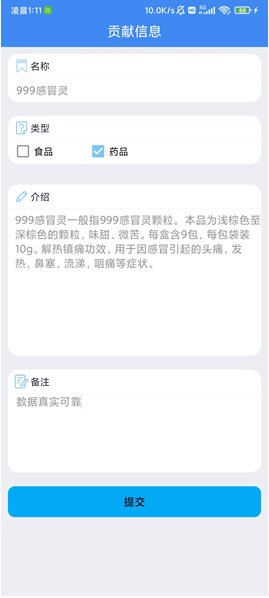 凌晨1:11 10.0K/s 5G 88
贡献信息
名称
999感冒灵
类型
食品 药品
介绍
999感冒灵一般指999感冒灵颗粒。本品为浅棕色至
深棕色的颗粒，味甜、微苦。每盒含9包，每包袋装
10g。解热镇痛功效，用于因感冒引起的头痛，发
热，鼻塞，流涕，咽痛等症状。
备注
数据真实可靠
提交